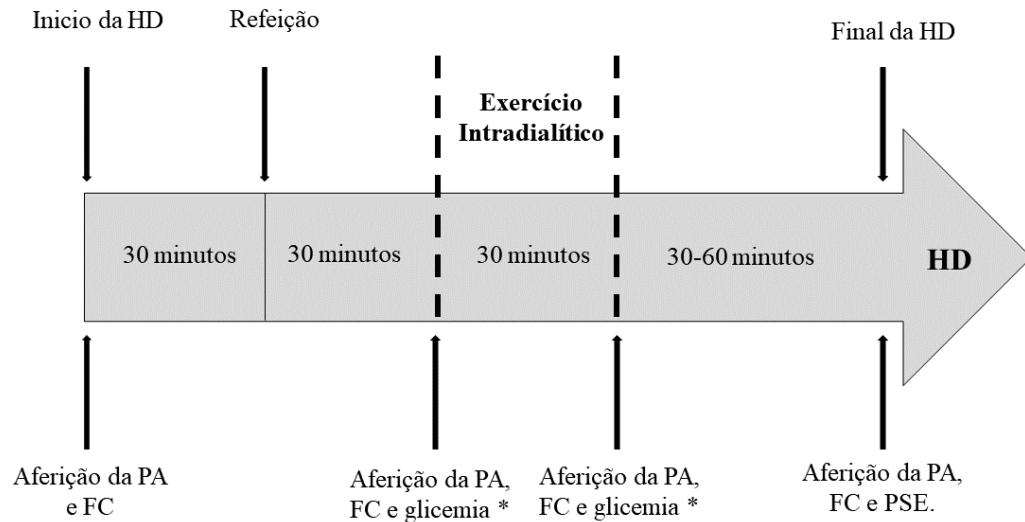 Inicio da HD
Refeição
Final da HD
Exercício
Intradialítico
30 minutos
30 minutos
30 minutos
30-60 minutos
HD
Aferição da PA
e FC
Aferição da PA,
FC e glicemia *
Aferição da PA,
FC e glicemia *
Aferição da PA,
FC e PSE.